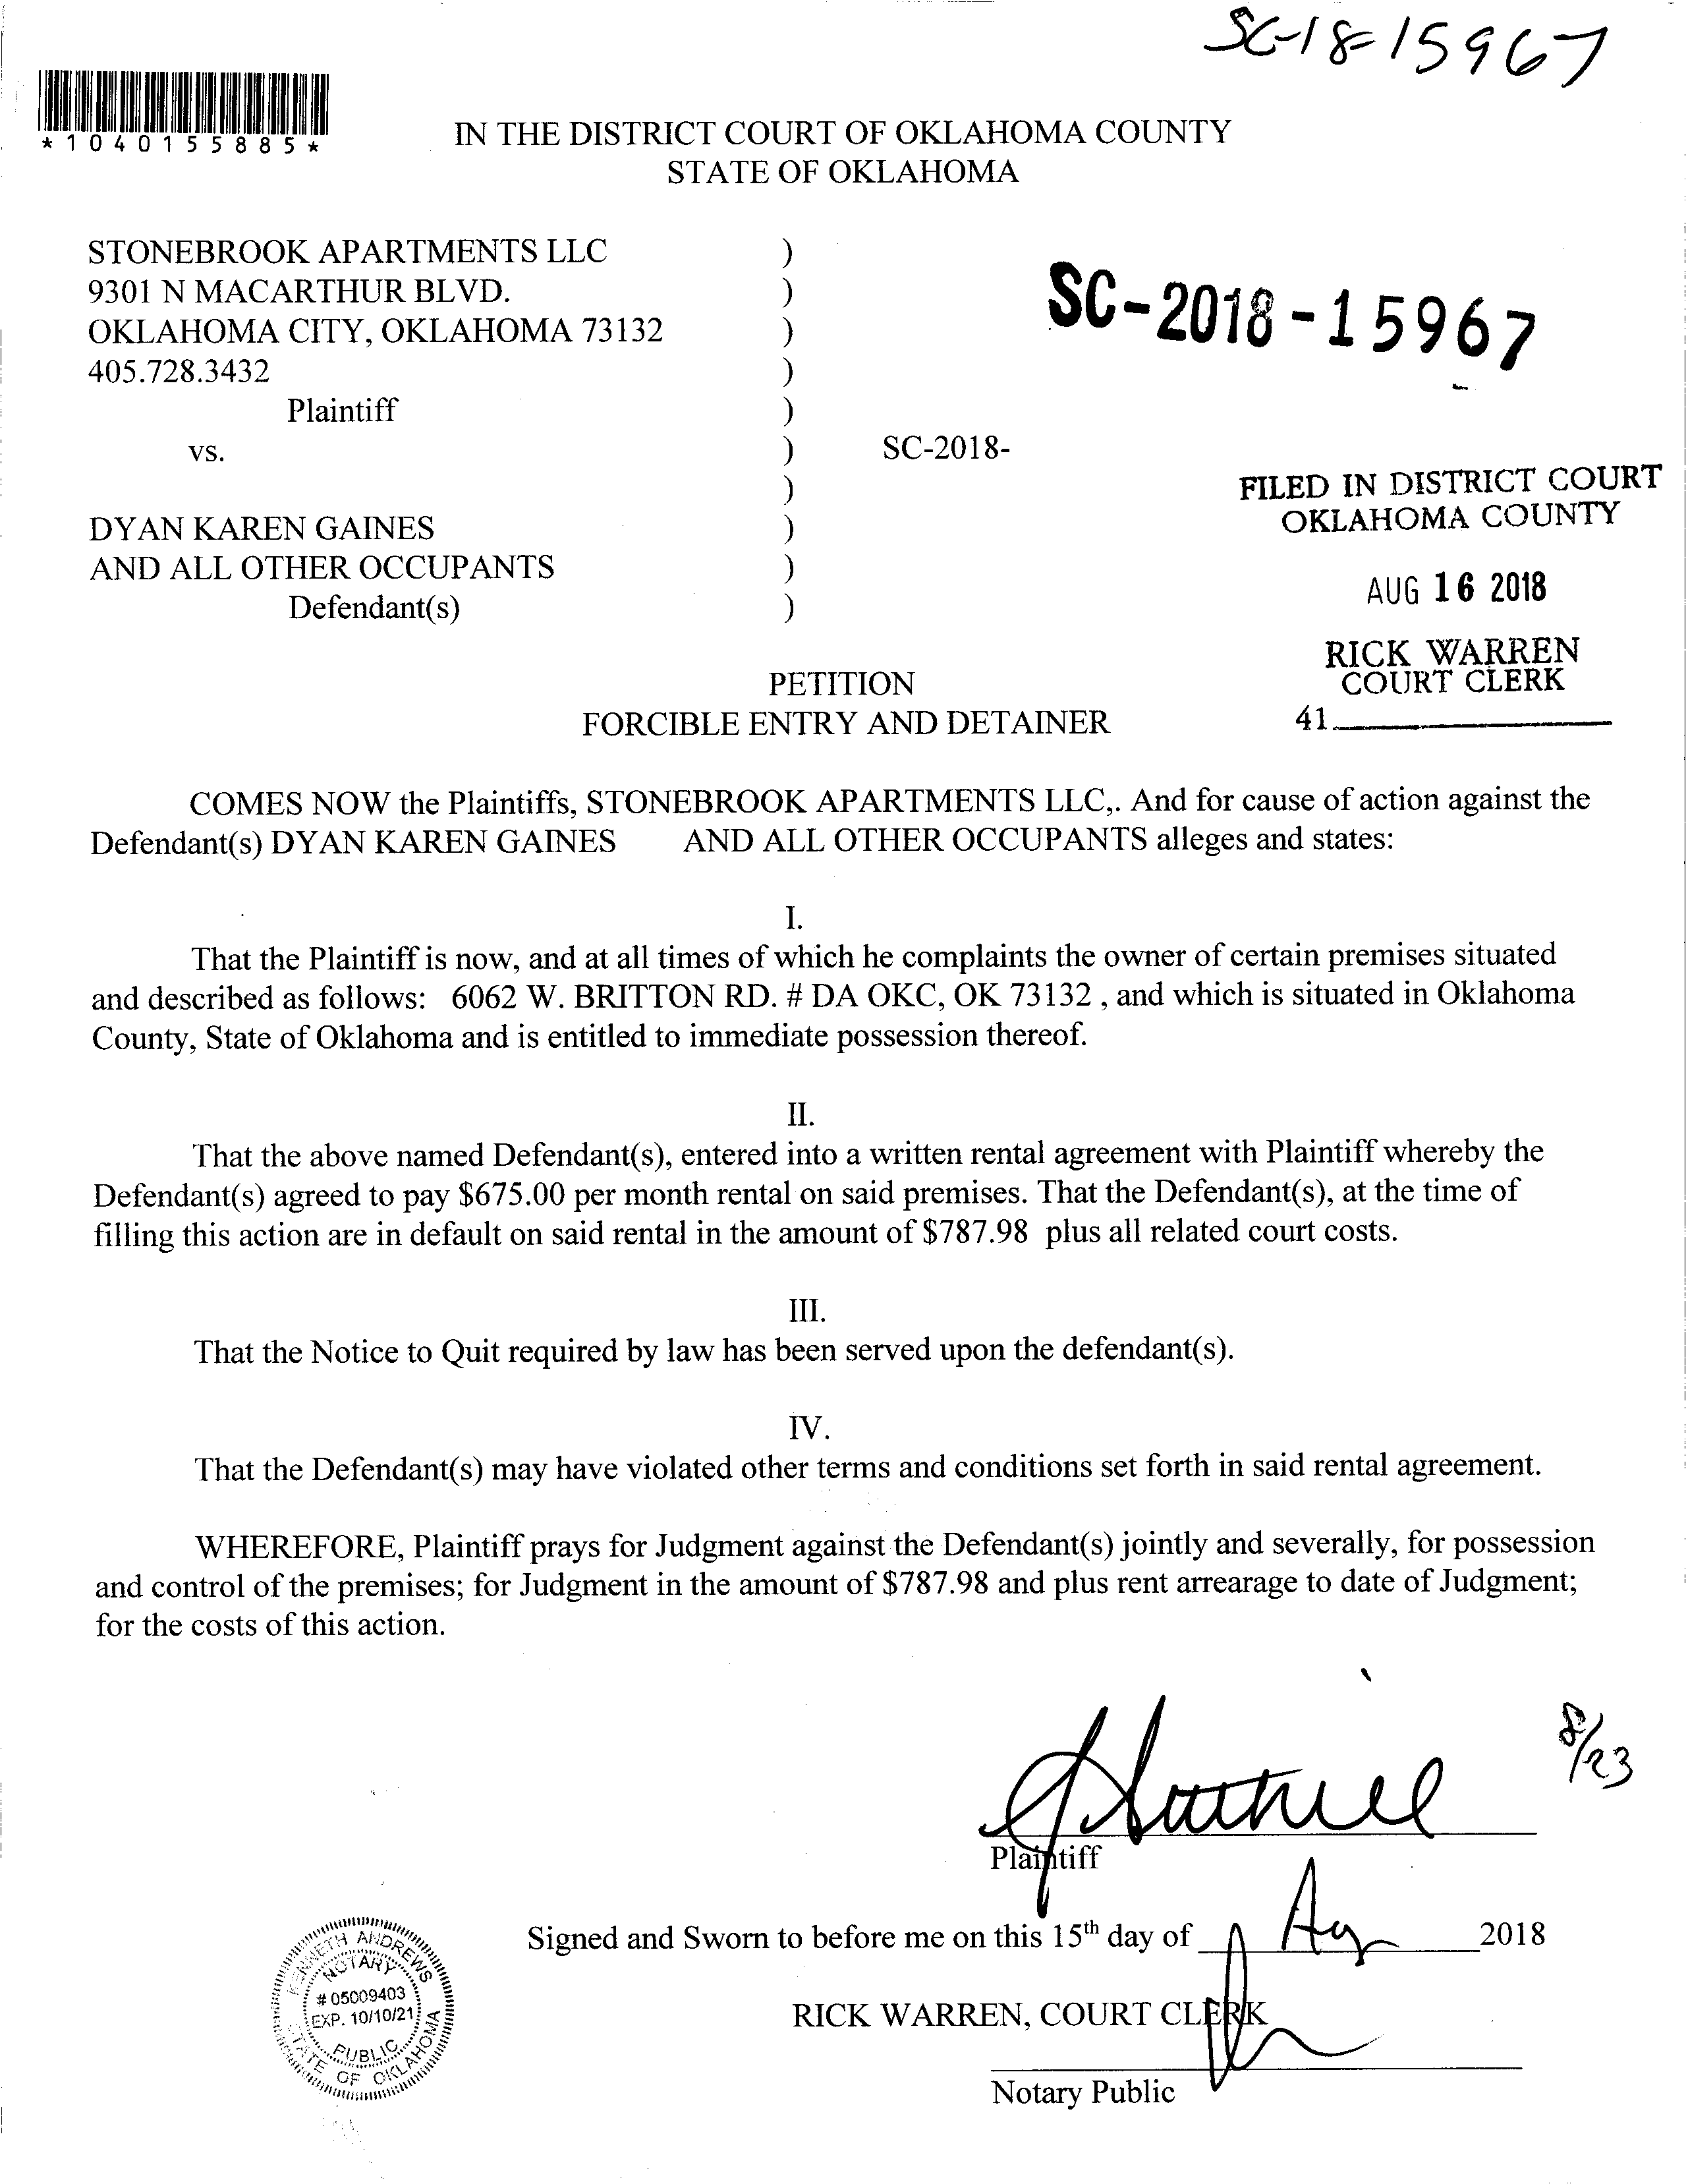 SC-18-15967
*1040155885*
IN THE DISTRICT COURT OF OKLAHOMA COUNTY
STATE OF OKLAHOMA
STONEBROOK APARTMENTS LLC )
9301 N MACARTHUR BLVD. )
OKLAHOMA CITY, OKLAHOMA 73132 )
405.728.3432 )
Plaintiff )
vs. ) SC-2018-
)
DYAN KAREN GAINES )
AND ALL OTHER OCCUPANTS )
Defendant(s) )
SC-2018-15967
FILED IN DISTRICT COURT
OKLAHOMA COUNTY
AUG 16 2018
RICK WARREN
COURT CLERK
41
PETITION
FORCIBLE ENTRY AND DETAINER
COMES NOW the Plaintiffs, STONEBROOK APARTMENTS LLC,. And for cause of action against the
Defendant(s) DYAN KAREN GAINES AND ALL OTHER OCCUPANTS alleges and states:
I.
That the Plaintiff is now, and at all times of which he complaints the owner of certain premises situated
and described as follows: 6062 W. BRITTON RD. # DA OKC, OK 73132 , and which is situated in Oklahoma
County, State of Oklahoma and is entitled to immediate possession thereof.
II.
That the above named Defendant(s), entered into a written rental agreement with Plaintiff whereby the
Defendant(s) agreed to pay $675.00 per month rental on said premises. That the Defendant(s), at the time of
filling this action are in default on said rental in the amount of $787.98 plus all related court costs.
III.
That the Notice to Quit required by law has been served upon the defendant(s).
IV.
That the Defendant(s) may have violated other terms and conditions set forth in said rental agreement.
WHEREFORE, Plaintiff prays for Judgment against the Defendant(s) jointly and severally, for possession
and control of the premises; for Judgment in the amount of $787.98 and plus rent arrearage to date of Judgment;
for the costs of this action.
8/23
Plaintiff
Signed and Sworn to before me on this 15th day of Aug 2018
RICK WARREN, COURT CLERK
Notary Public
KENNETH ANDREWS
NOTARY
# 05009403
EXP. 10/10/21
PUBLIC
STATE OF OKLAHOMA